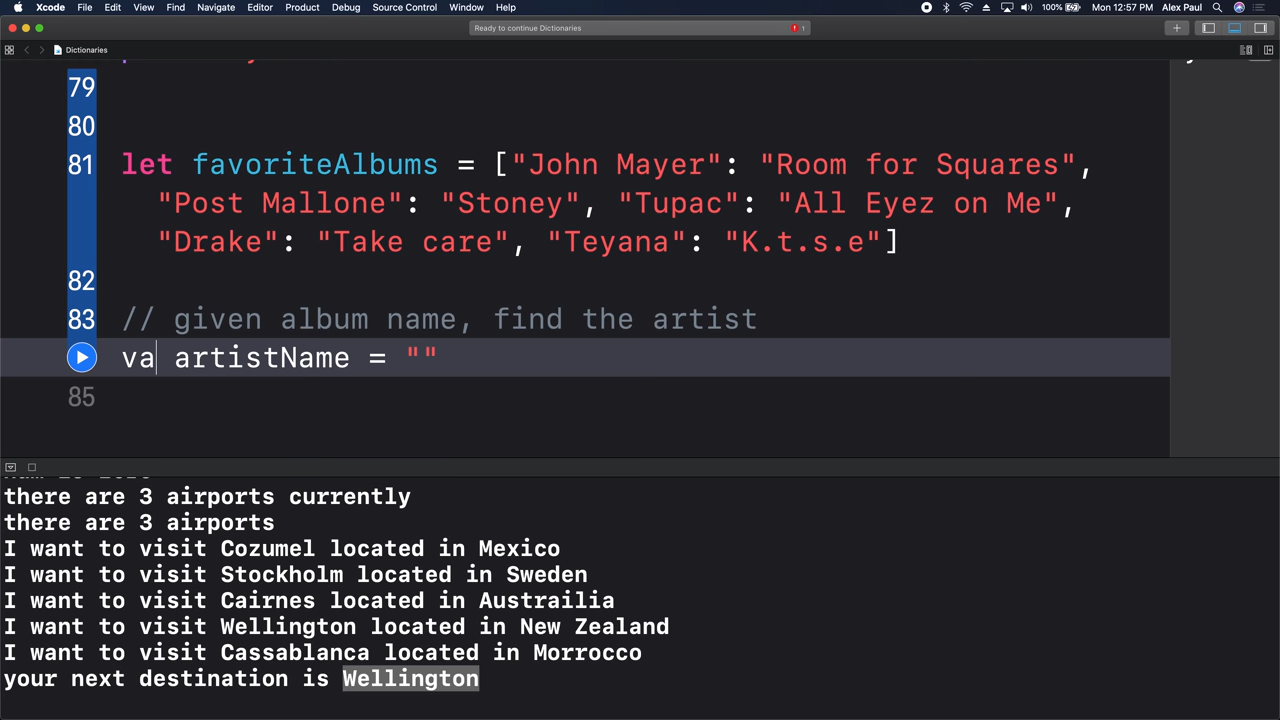 Xcode File Edit View Find Navigate Editor Product Debug Source Control Window Help 100% Mon 12:57 PM Alex Paul
Ready to continue Dictionaries 1
Dictionaries
79
80
81 let favoriteAlbums = ["John Mayer": "Room for Squares",
"Post Mallone": "Stoney", "Tupac": "All Eyez on Me",
"Drake": "Take care", "Teyana": "K.t.s.e"]
82
83 // given album name, find the artist
va artistName = ""
85
there are 3 airports currently
there are 3 airports
I want to visit Cozumel located in Mexico
I want to visit Stockholm located in Sweden
I want to visit Cairnes located in Austrailia
I want to visit Wellington located in New Zealand
I want to visit Cassablanca located in Morrocco
your next destination is Wellington